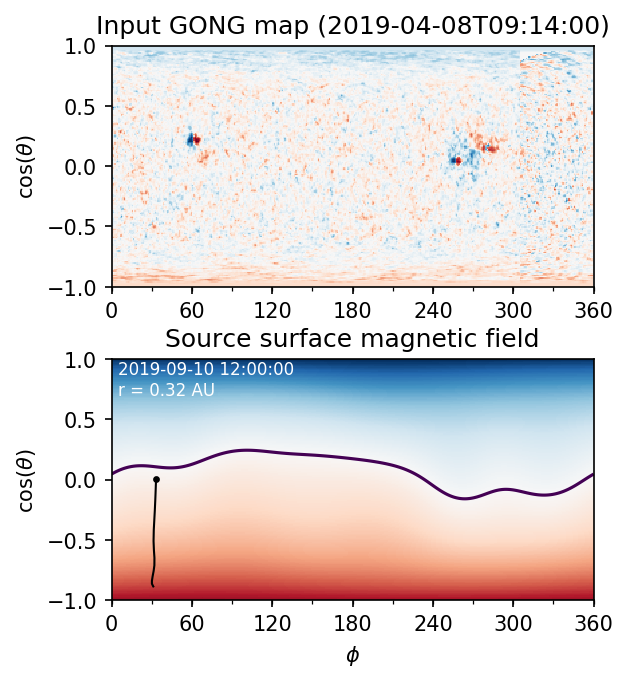 Input GONG map (2019-04-08T09:14:00)
1.0
0.5
0.0
−0.5
−1.0
cos(θ)
0 60 120 180 240 300 360
Source surface magnetic field
2019-09-10 12:00:00
r = 0.32 AU
1.0
0.5
0.0
−0.5
−1.0
cos(θ)
0 60 120 180 240 300 360
ϕ